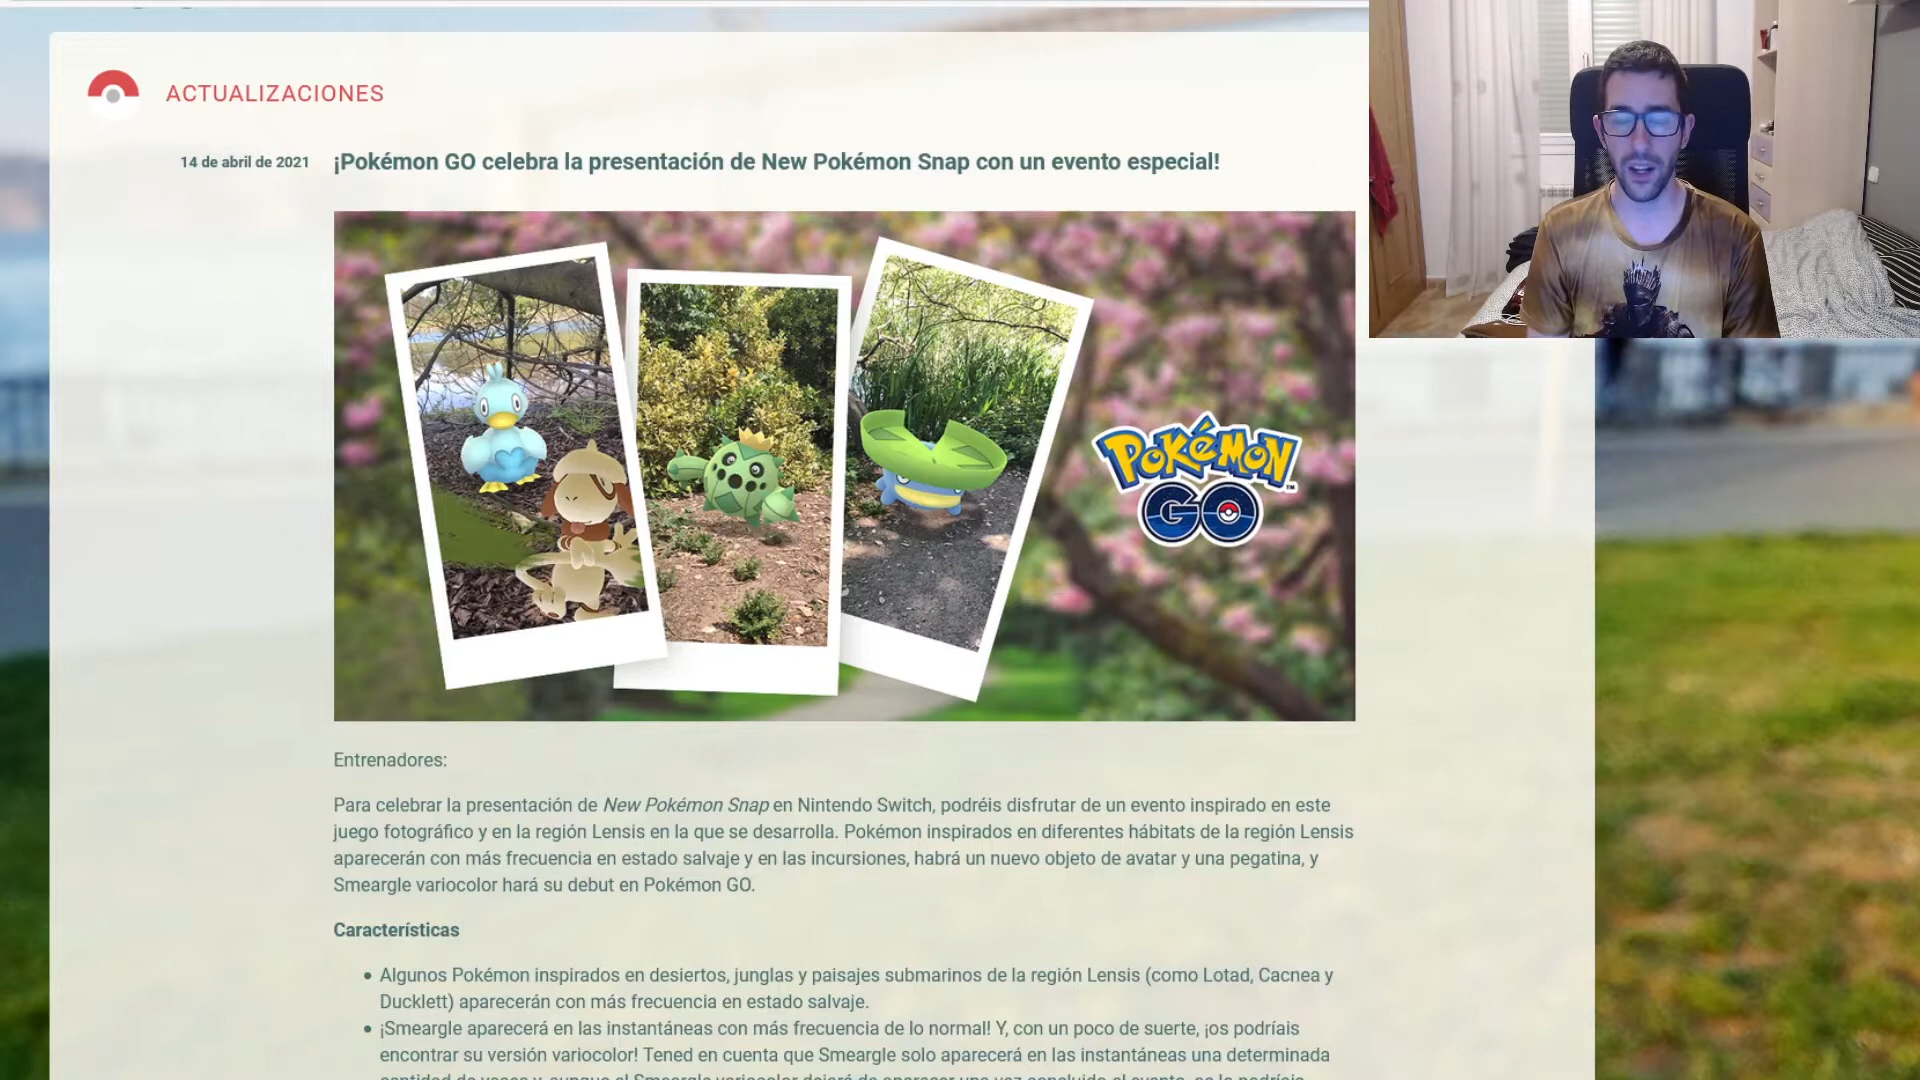 ACTUALIZACIONES
14 de abril de 2021
¡Pokémon GO celebra la presentación de New Pokémon Snap con un evento especial!
POKéMON
GO
Entrenadores:
Para celebrar la presentación de New Pokémon Snap en Nintendo Switch, podréis disfrutar de un evento inspirado en este
juego fotográfico y en la región Lensis en la que se desarrolla. Pokémon inspirados en diferentes hábitats de la región Lensis
aparecerán con más frecuencia en estado salvaje y en las incursiones, habrá un nuevo objeto de avatar y una pegatina, y
Smeargle variocolor hará su debut en Pokémon GO.
Características
• Algunos Pokémon inspirados en desiertos, junglas y paisajes submarinos de la región Lensis (como Lotad, Cacnea y
Ducklett) aparecerán con más frecuencia en estado salvaje.
• ¡Smeargle aparecerá en las instantáneas con más frecuencia de lo normal! Y, con un poco de suerte, ¡os podríais
encontrar su versión variocolor! Tened en cuenta que Smeargle solo aparecerá en las instantáneas una determinada